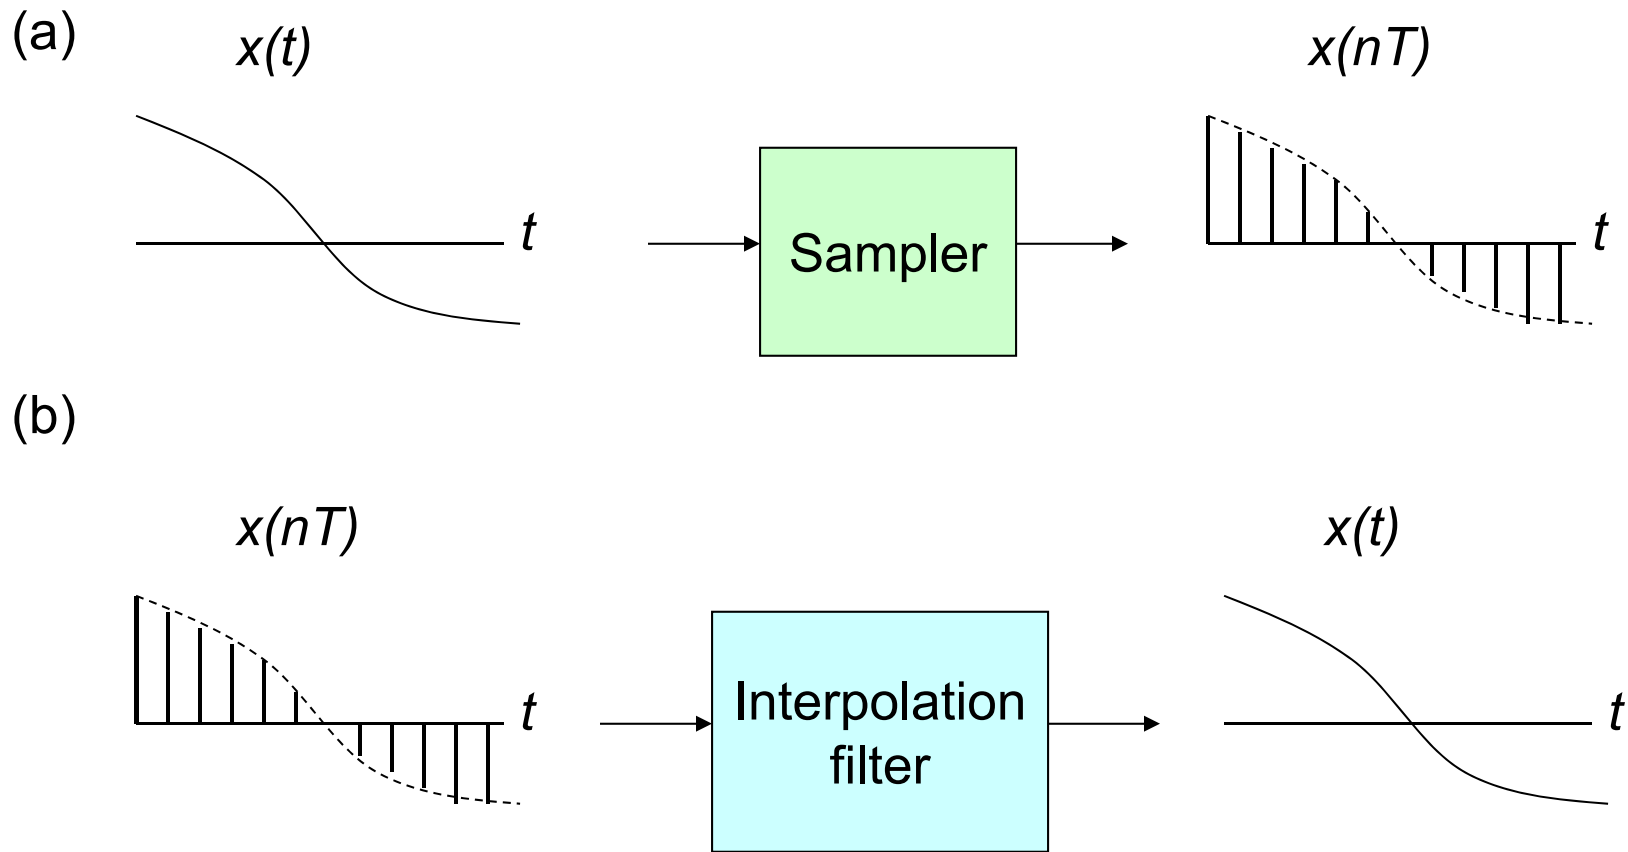 (a)
x(t)
x(nT)
t
Sampler
t
(b)
x(nT)
x(t)
t
Interpolation
filter
t